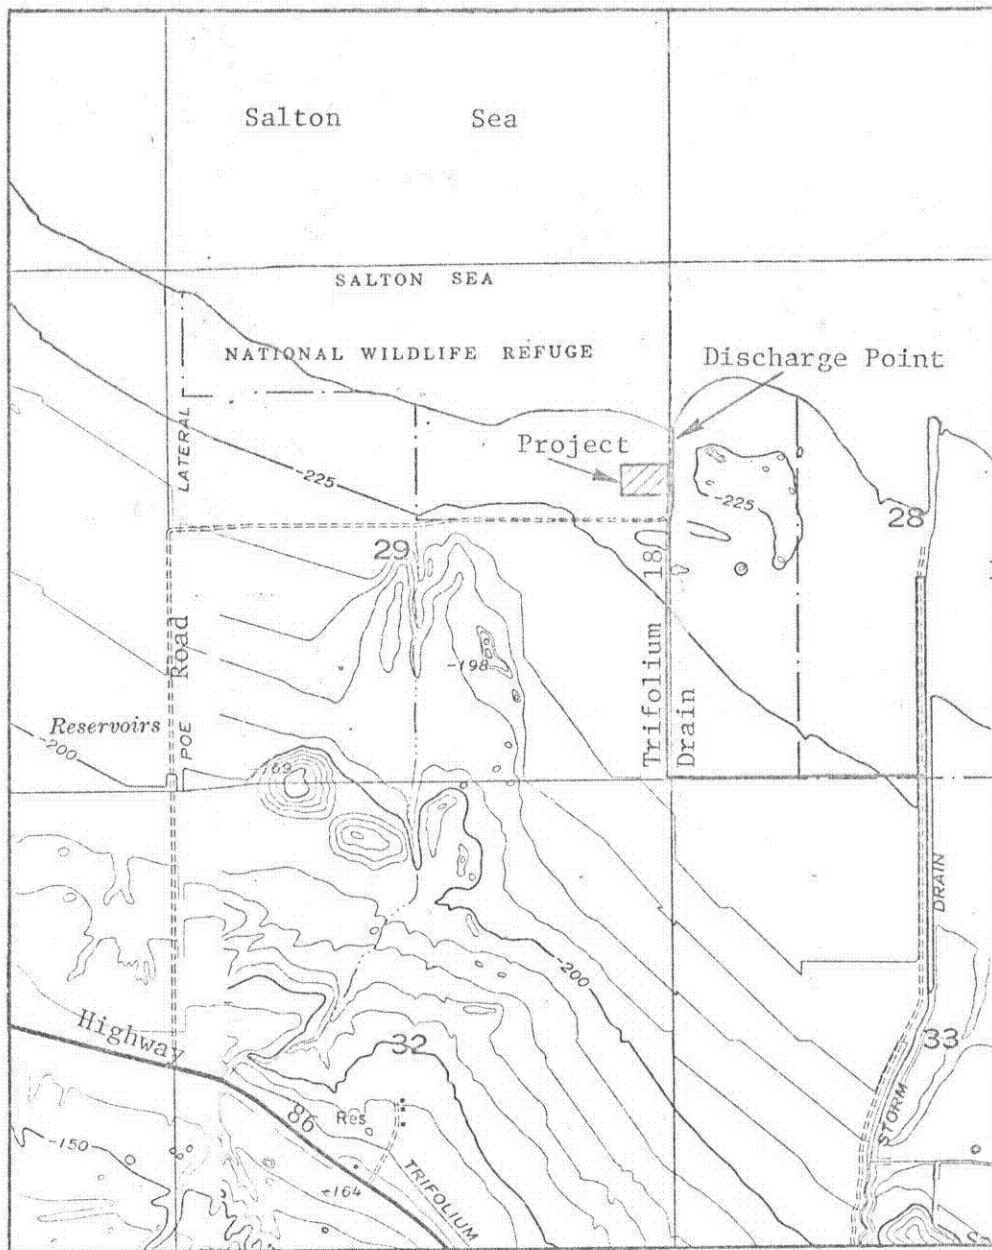 Salton Sea
SALTON SEA
NATIONAL WILDLIFE REFUGE
Discharge Point
LATERAL
Project
-225
-225
28
29
Trifolium 18
Drain
Road
POE
-198
Reservoirs
-200
-169
DRAIN
-200
Highway
32
33
86
Res
STORM
-150
TRIFOLIUM
-164